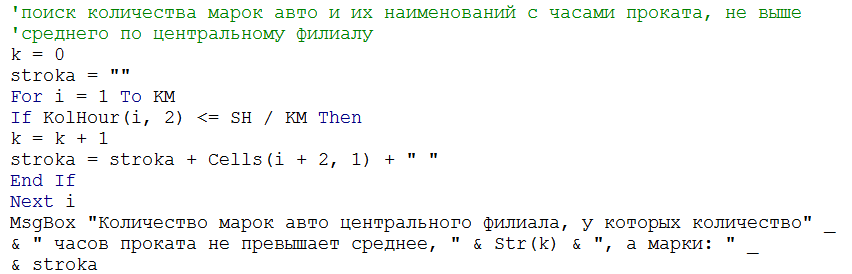 'поиск количества марок авто и их наименований с часами проката, не выше
'среднего по центральному филиалу
k = 0
stroka = ""
For i = 1 To KM
If KolHour(i, 2) <= SH / KM Then
k = k + 1
stroka = stroka + Cells(i + 2, 1) + " "
End If
Next i
MsgBox "Количество марок авто центрального филиала, у которых количество" _
& " часов проката не превышает среднее, " & Str(k) & ", а марки: " _
& stroka